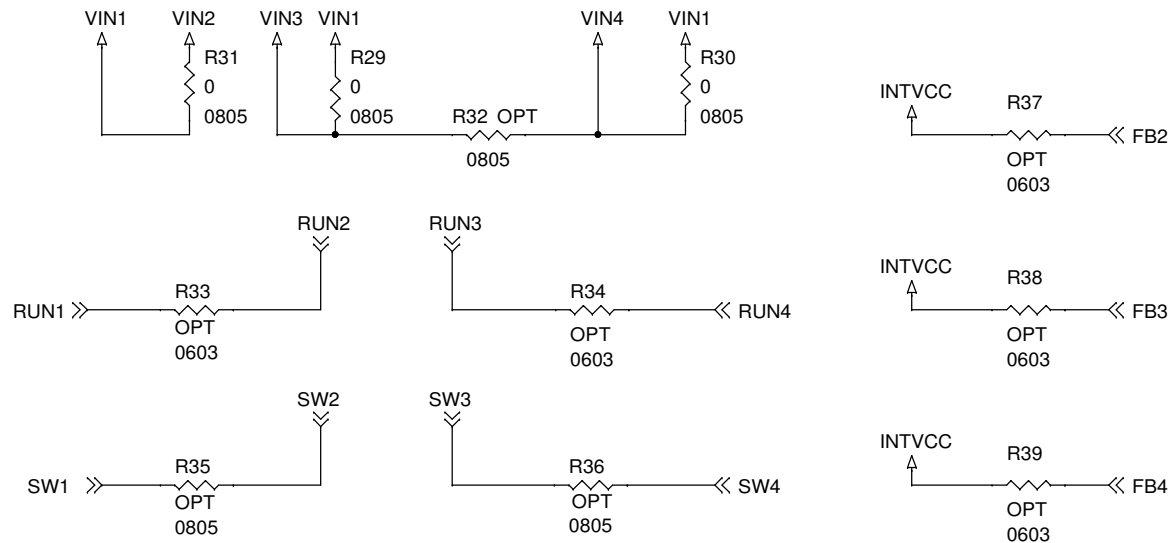 VIN1 VIN2 VIN3 VIN1 VIN4 VIN1
R31 R29 R30
0 0 0
0805 0805 0805
R32 OPT
0805
INTVCC R37
FB2
OPT
0603
RUN2 RUN3
RUN1 R33
OPT
0603
R34 RUN4
OPT
0603
INTVCC R38
FB3
OPT
0603
SW2 SW3
SW1 R35
OPT
0805
R36 SW4
OPT
0805
INTVCC R39
FB4
OPT
0603